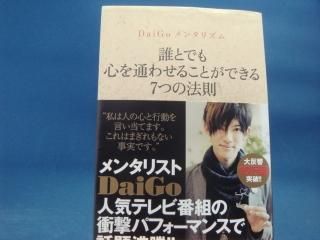 DaiGo メンタリズム
誰とでも
心を通わせることができる
7つの法則
“私は人の心と行動を
言い当てます。
これはまぎれもない
事実です。”
大反響
突破!!
メンタリスト
DaiGo
人気テレビ番組の
衝撃パフォーマンスで